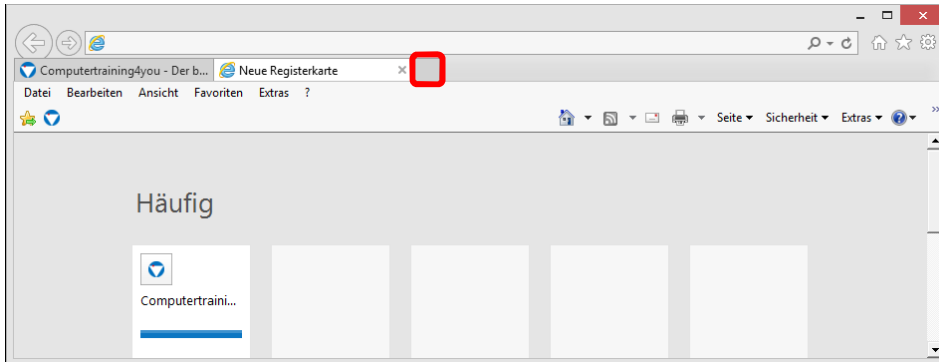 Computertraining4you - Der b... Neue Registerkarte
Datei Bearbeiten Ansicht Favoriten Extras ?
Seite Sicherheit Extras
Häufig
Computertraini...